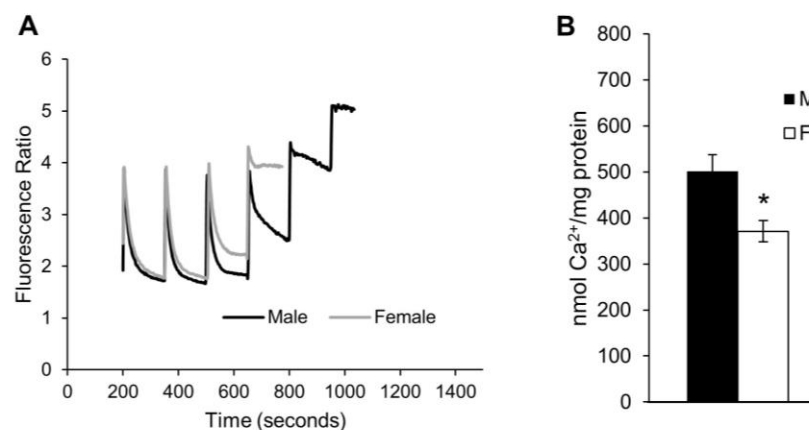 A
Fluorescence Ratio
6
5
4
3
2
1
0
Male Female
0 200 400 600 800 1000 1200 1400
Time (seconds)
B
nmol Ca²⁺/mg protein
800
700
600
500
400
300
200
100
0
M
F
*